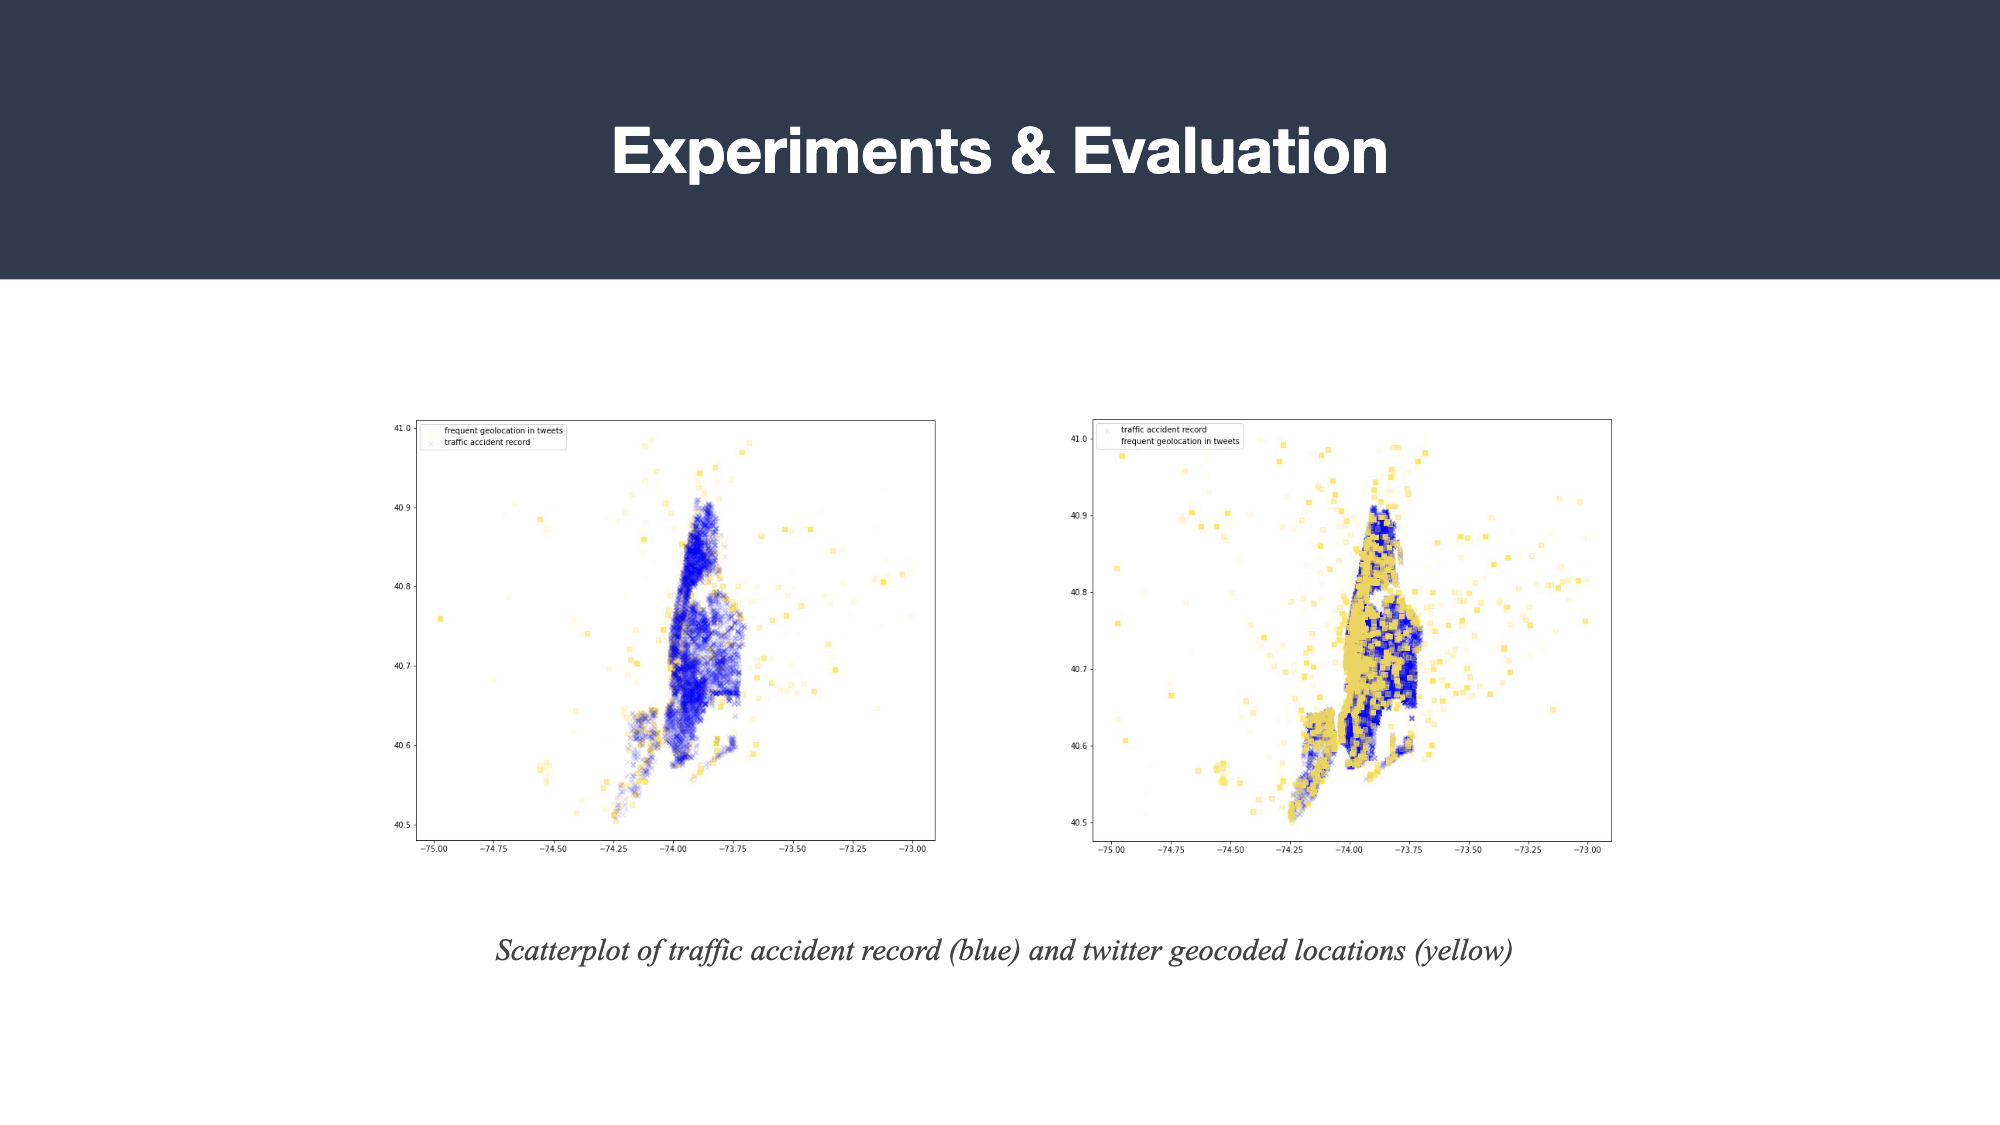 Experiments & Evaluation
frequent geolocation in tweets
traffic accident record
41.0
40.9
40.8
40.7
40.6
40.5
−75.00 −74.75 −74.50 −74.25 −74.00 −73.75 −73.50 −73.25 −73.00
traffic accident record
frequent geolocation in tweets
41.0
40.9
40.8
40.7
40.6
40.5
−75.00 −74.75 −74.50 −74.25 −74.00 −73.75 −73.50 −73.25 −73.00
Scatterplot of traffic accident record (blue) and twitter geocoded locations (yellow)